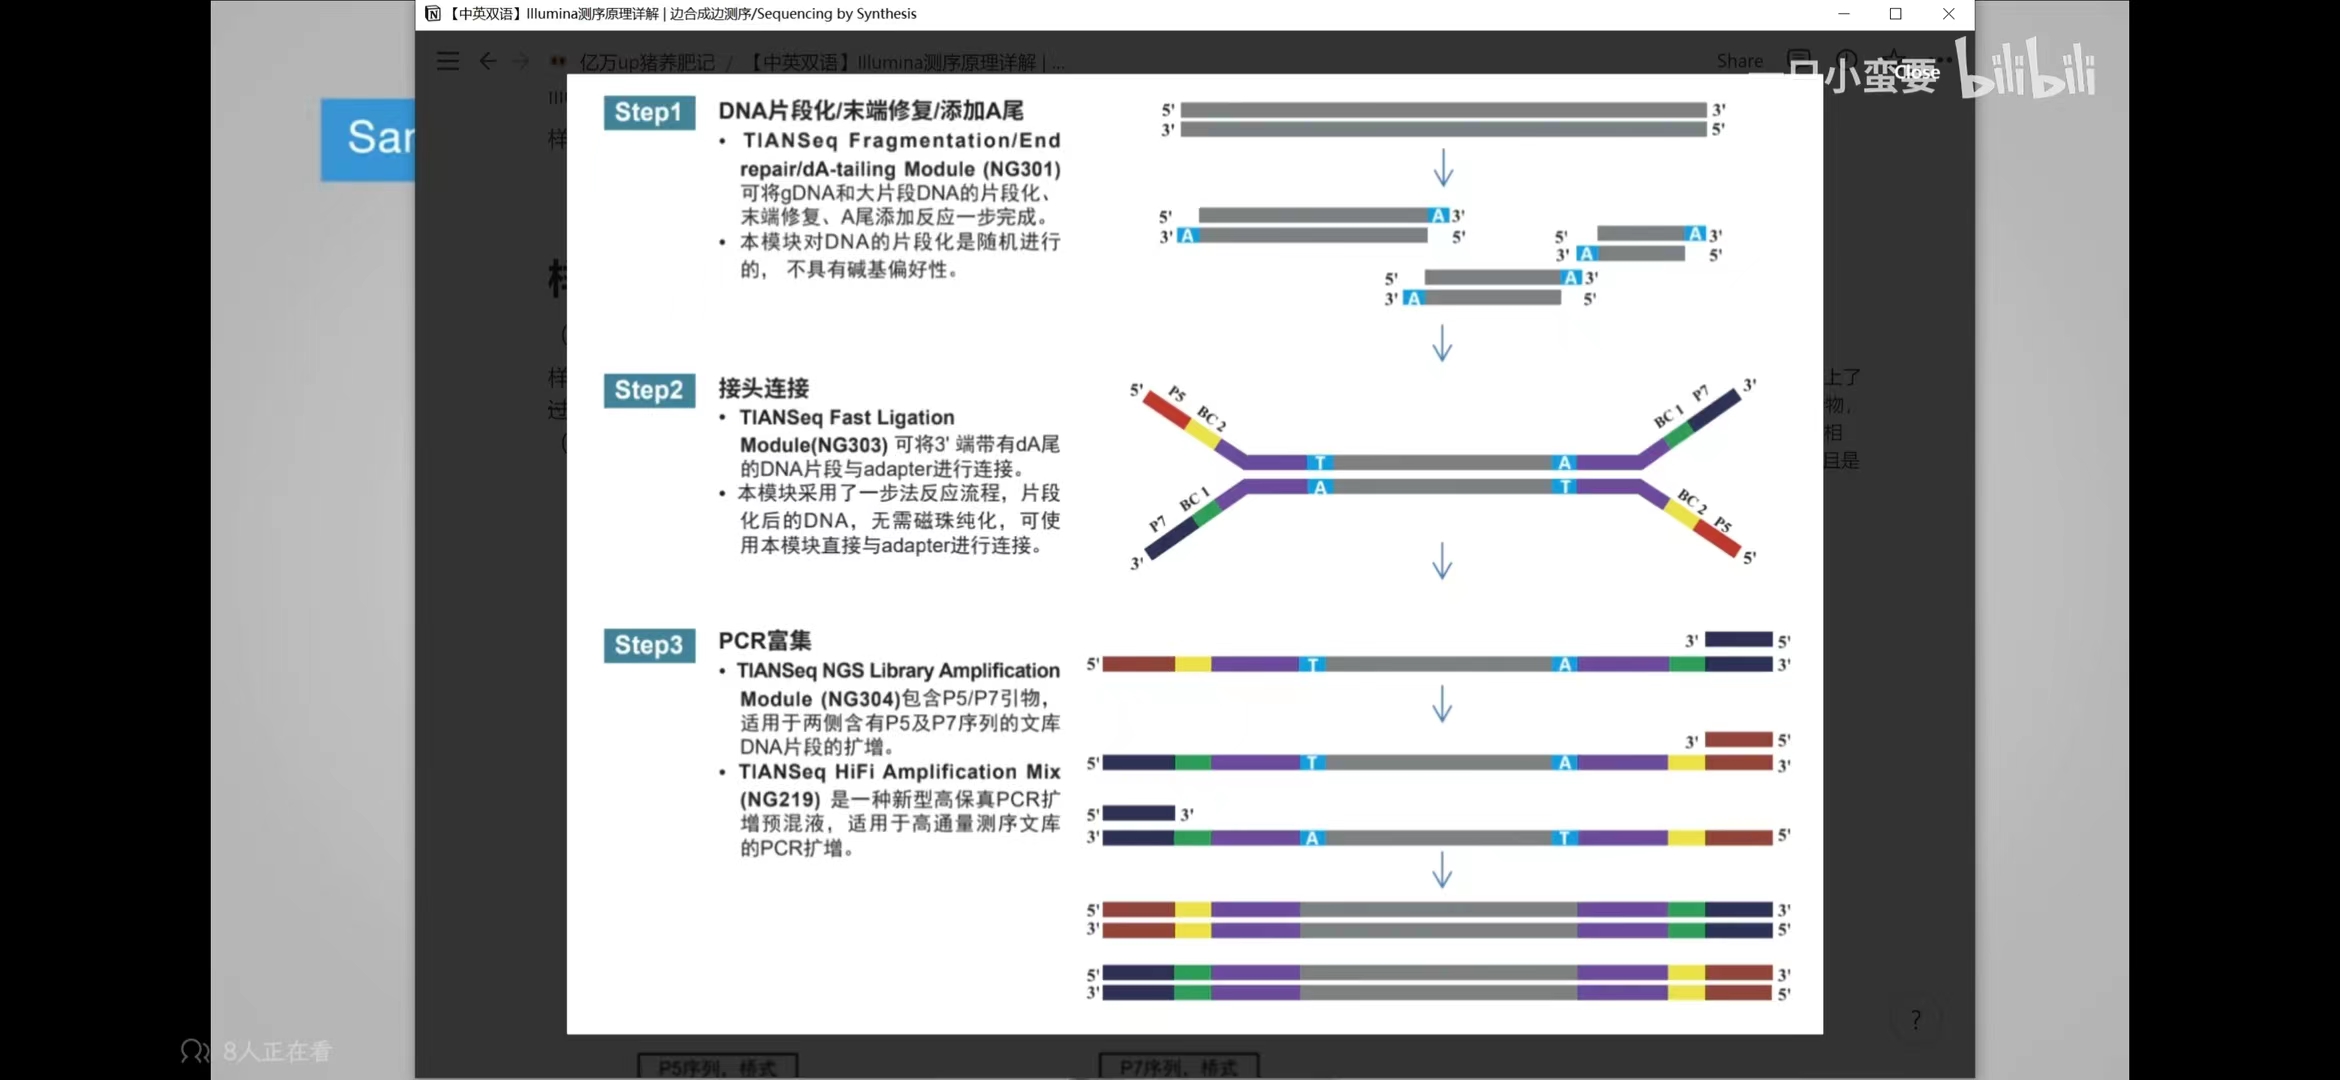 【中英双语】Illumina测序原理详解 | 边合成边测序/Sequencing by Synthesis
亿万up猪养肥记 / 【中英双语】Illumina测序原理详解 | ...
Share
Close
小蛮要 bilibili
Sar
Step1
DNA片段化/末端修复/添加A尾
• TIANSeq Fragmentation/End
repair/dA-tailing Module (NG301)
可将gDNA和大片段DNA的片段化、
末端修复、A尾添加反应一步完成。
• 本模块对DNA的片段化是随机进行
的， 不具有碱基偏好性。
5' 3'
3' 5'
5' A 3'
3' A 5'
5' A 3'
3' A 5'
5' A 3'
3' A 5'
Step2
接头连接
• TIANSeq Fast Ligation
Module(NG303) 可将3' 端带有dA尾
的DNA片段与adapter进行连接。
• 本模块采用了一步法反应流程，片段
化后的DNA，无需磁珠纯化，可使
用本模块直接与adapter进行连接。
5' P5 BC 2 BC 1 P7 3'
T A
A T
3' P7 BC 1 BC 2 P5 5'
Step3
PCR富集
• TIANSeq NGS Library Amplification
Module (NG304)包含P5/P7引物，
适用于两侧含有P5及P7序列的文库
DNA片段的扩增。
• TIANSeq HiFi Amplification Mix
(NG219) 是一种新型高保真PCR扩
增预混液，适用于高通量测序文库
的PCR扩增。
3' 5'
5' T A 3'
3' 5'
5' T A 3'
5' 3'
3' A T 5'
5' 3'
3' 5'
5' 3'
3' 5'
上了
物，
相
且是
?
8人正在看
P5序列，桥式
P7序列，桥式